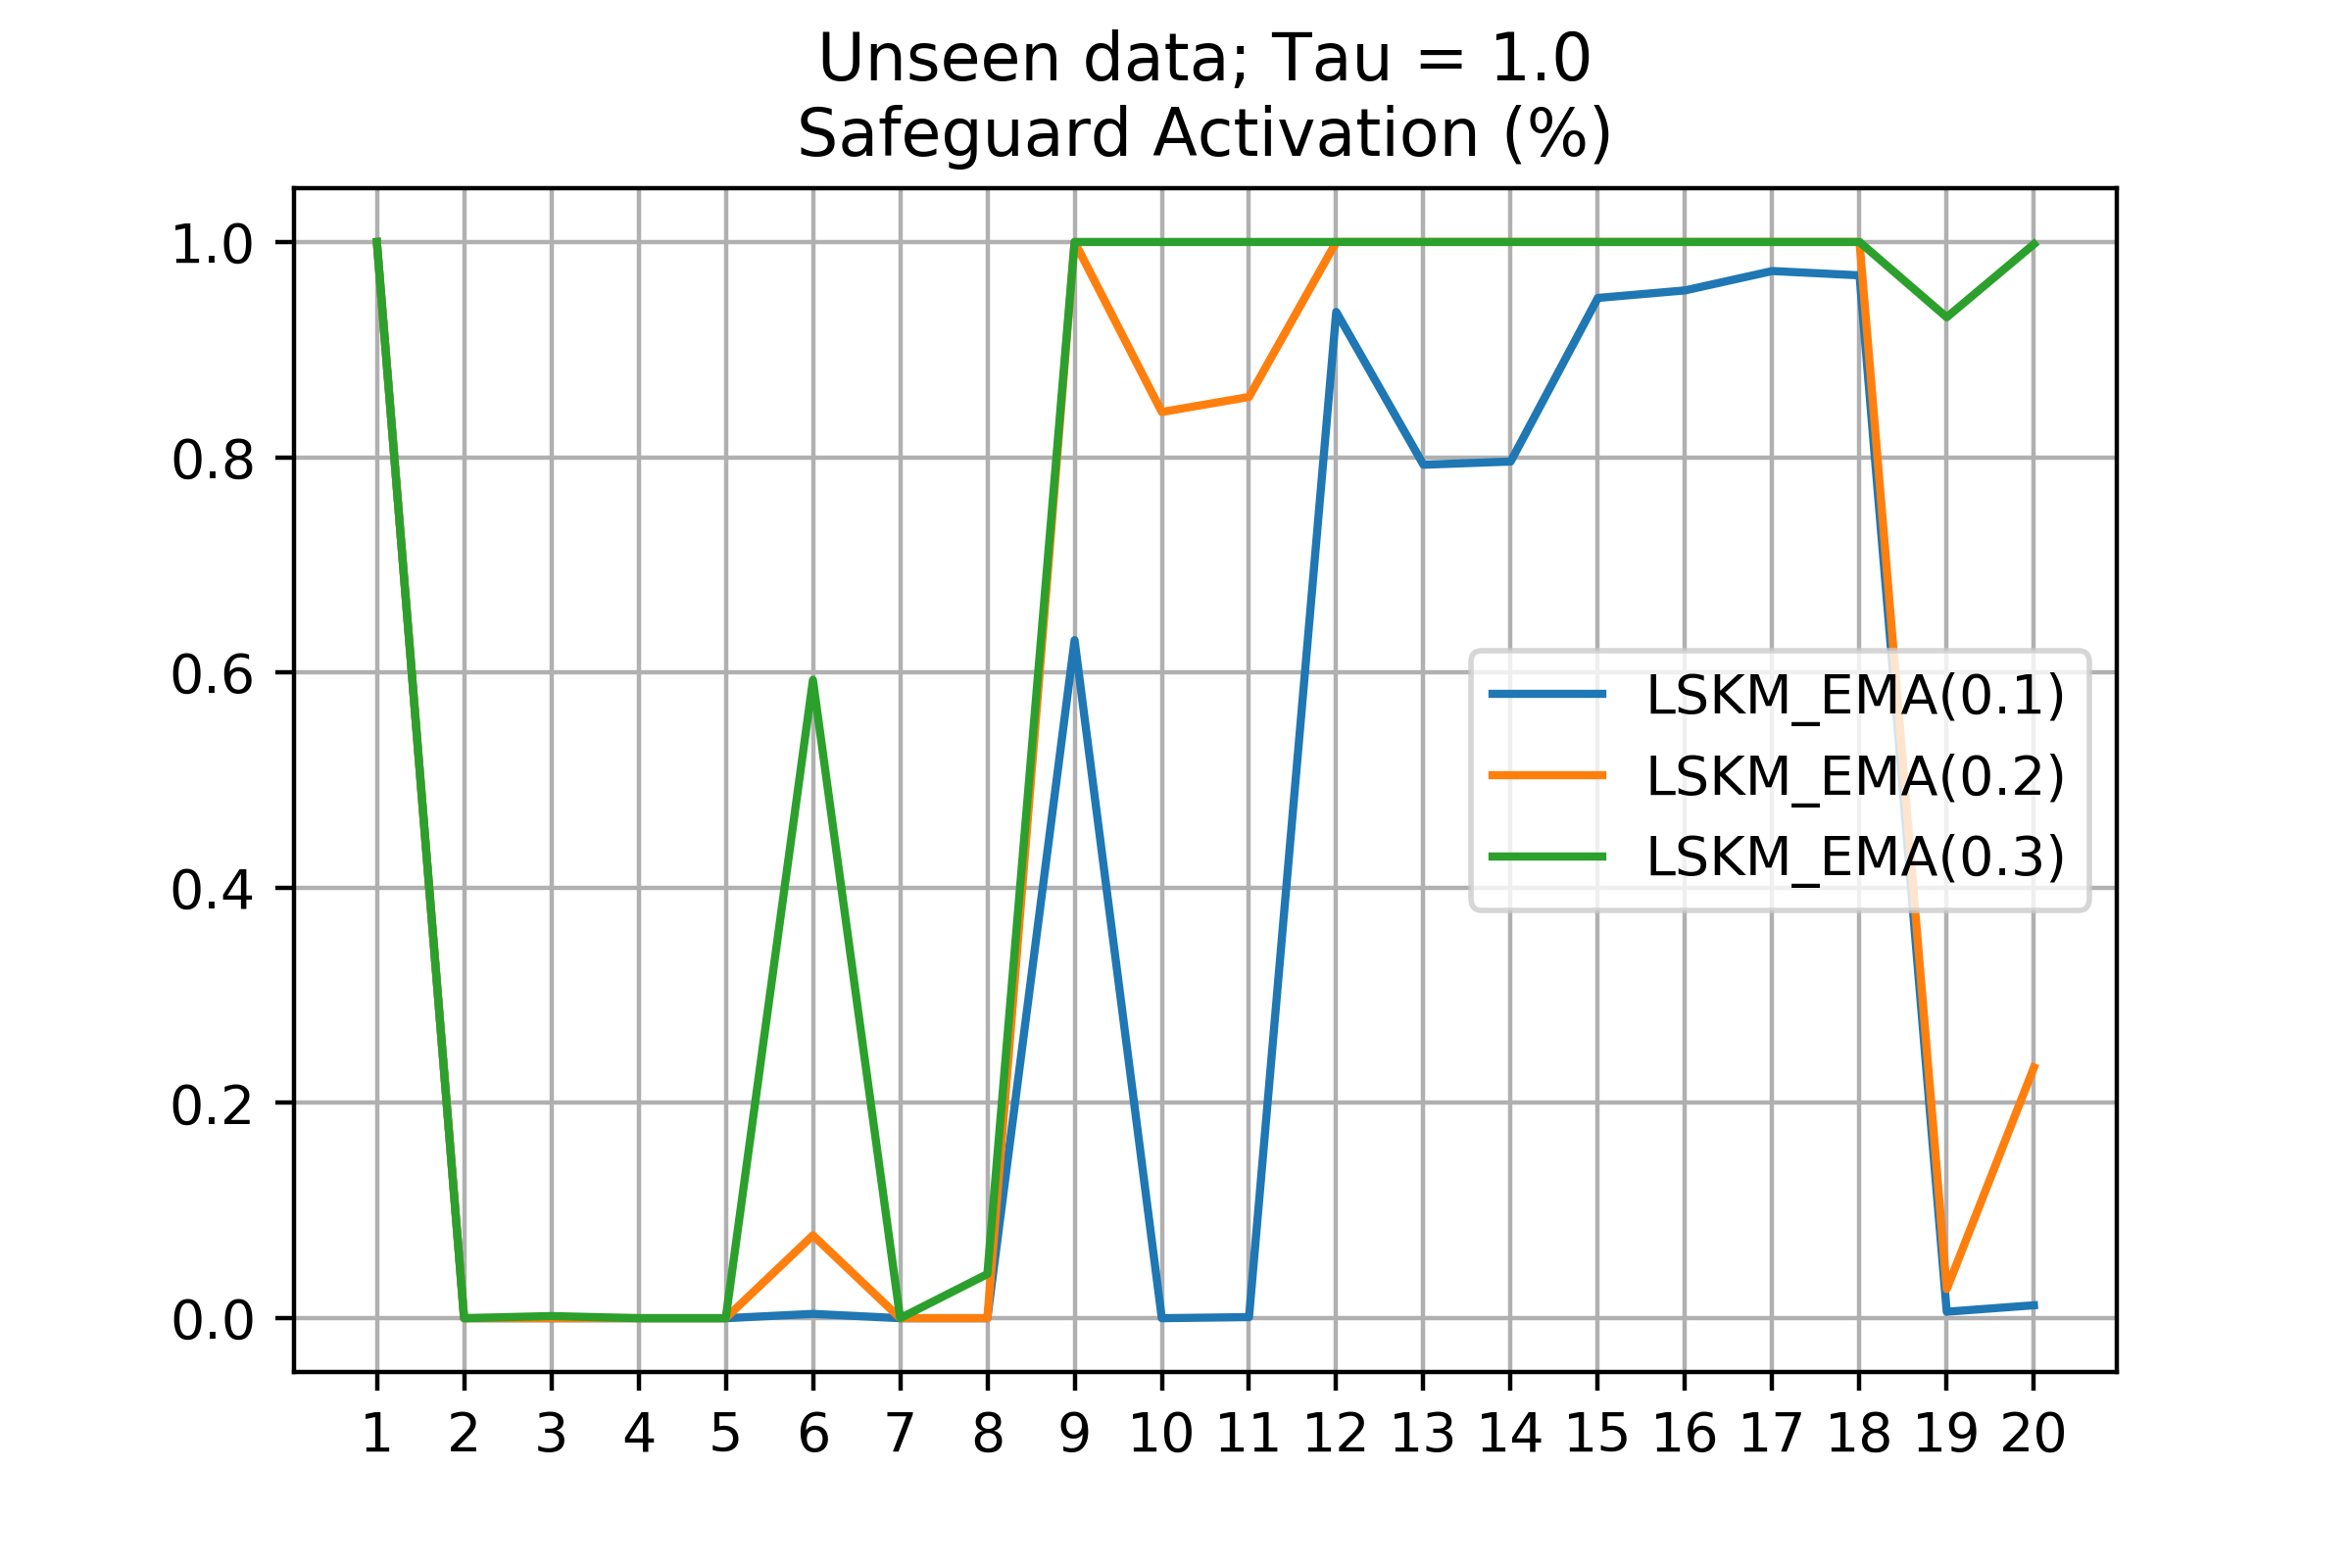 Unseen data; Tau = 1.0
Safeguard Activation (%)
1.0
0.8
0.6
0.4
0.2
0.0
LSKM_EMA(0.1)
LSKM_EMA(0.2)
LSKM_EMA(0.3)
1 2 3 4 5 6 7 8 9 10 11 12 13 14 15 16 17 18 19 20